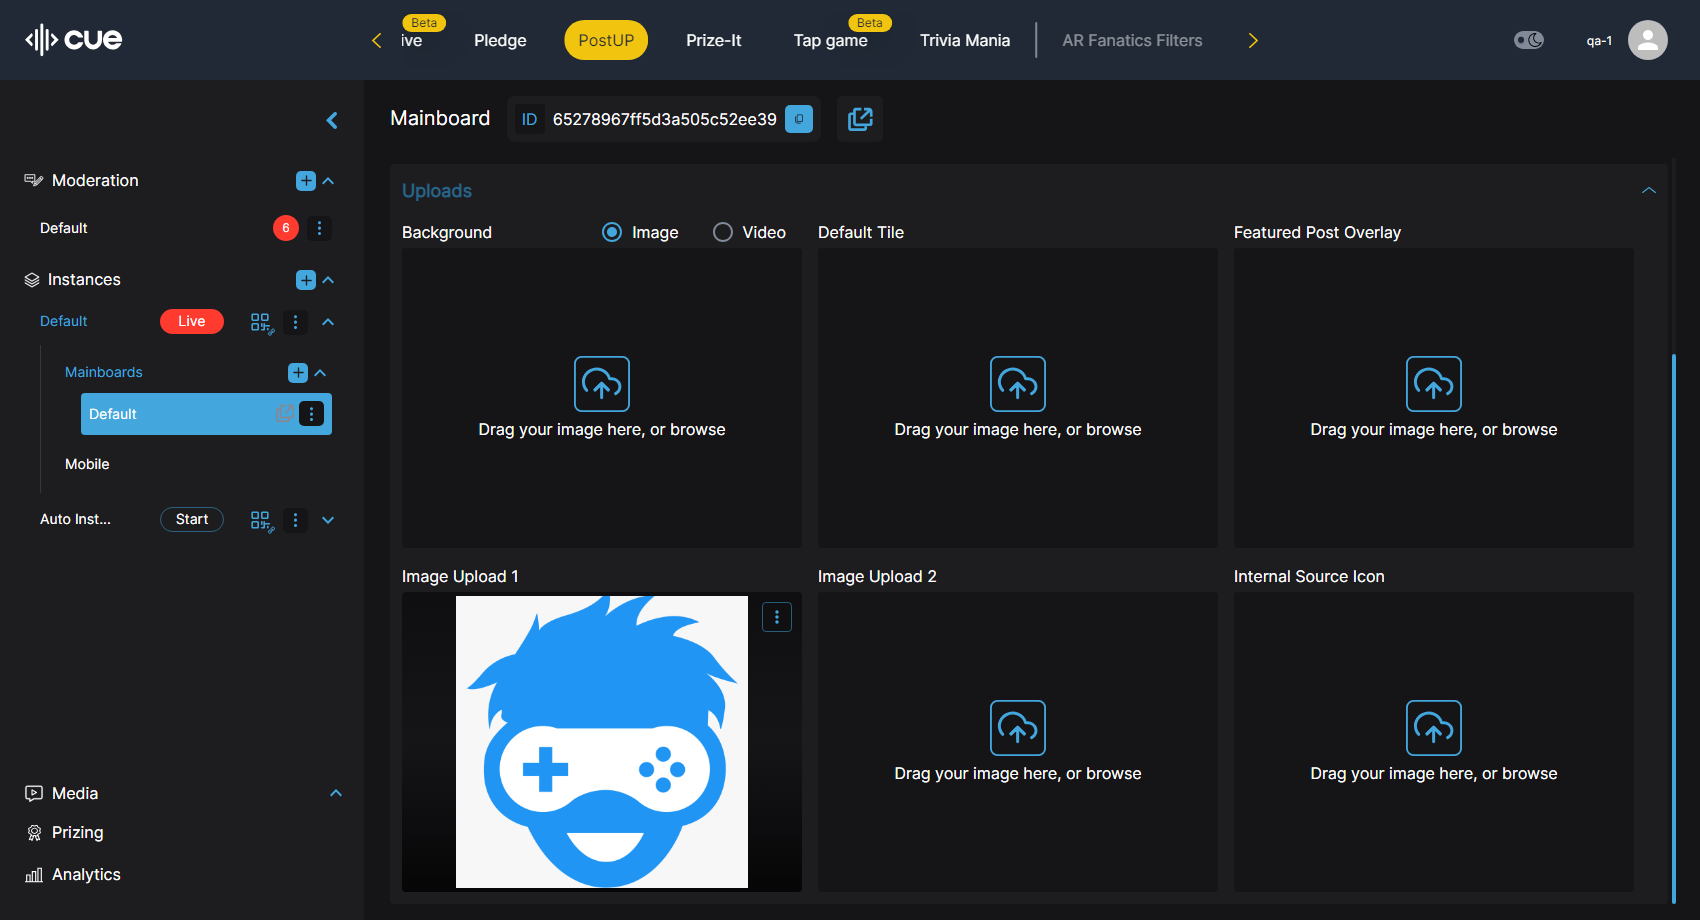 cue
Beta
ive
Pledge
PostUP
Prize-It
Beta
Tap game
Trivia Mania
AR Fanatics Filters
qa-1
Mainboard
ID 65278967ff5d3a505c52ee39
Moderation
Default
6
Instances
Default
Live
Mainboards
Default
Mobile
Auto Inst...
Start
Media
Prizing
Analytics
Uploads
Background
Image
Video
Default Tile
Featured Post Overlay
Drag your image here, or browse
Drag your image here, or browse
Drag your image here, or browse
Image Upload 1
Image Upload 2
Internal Source Icon
Drag your image here, or browse
Drag your image here, or browse